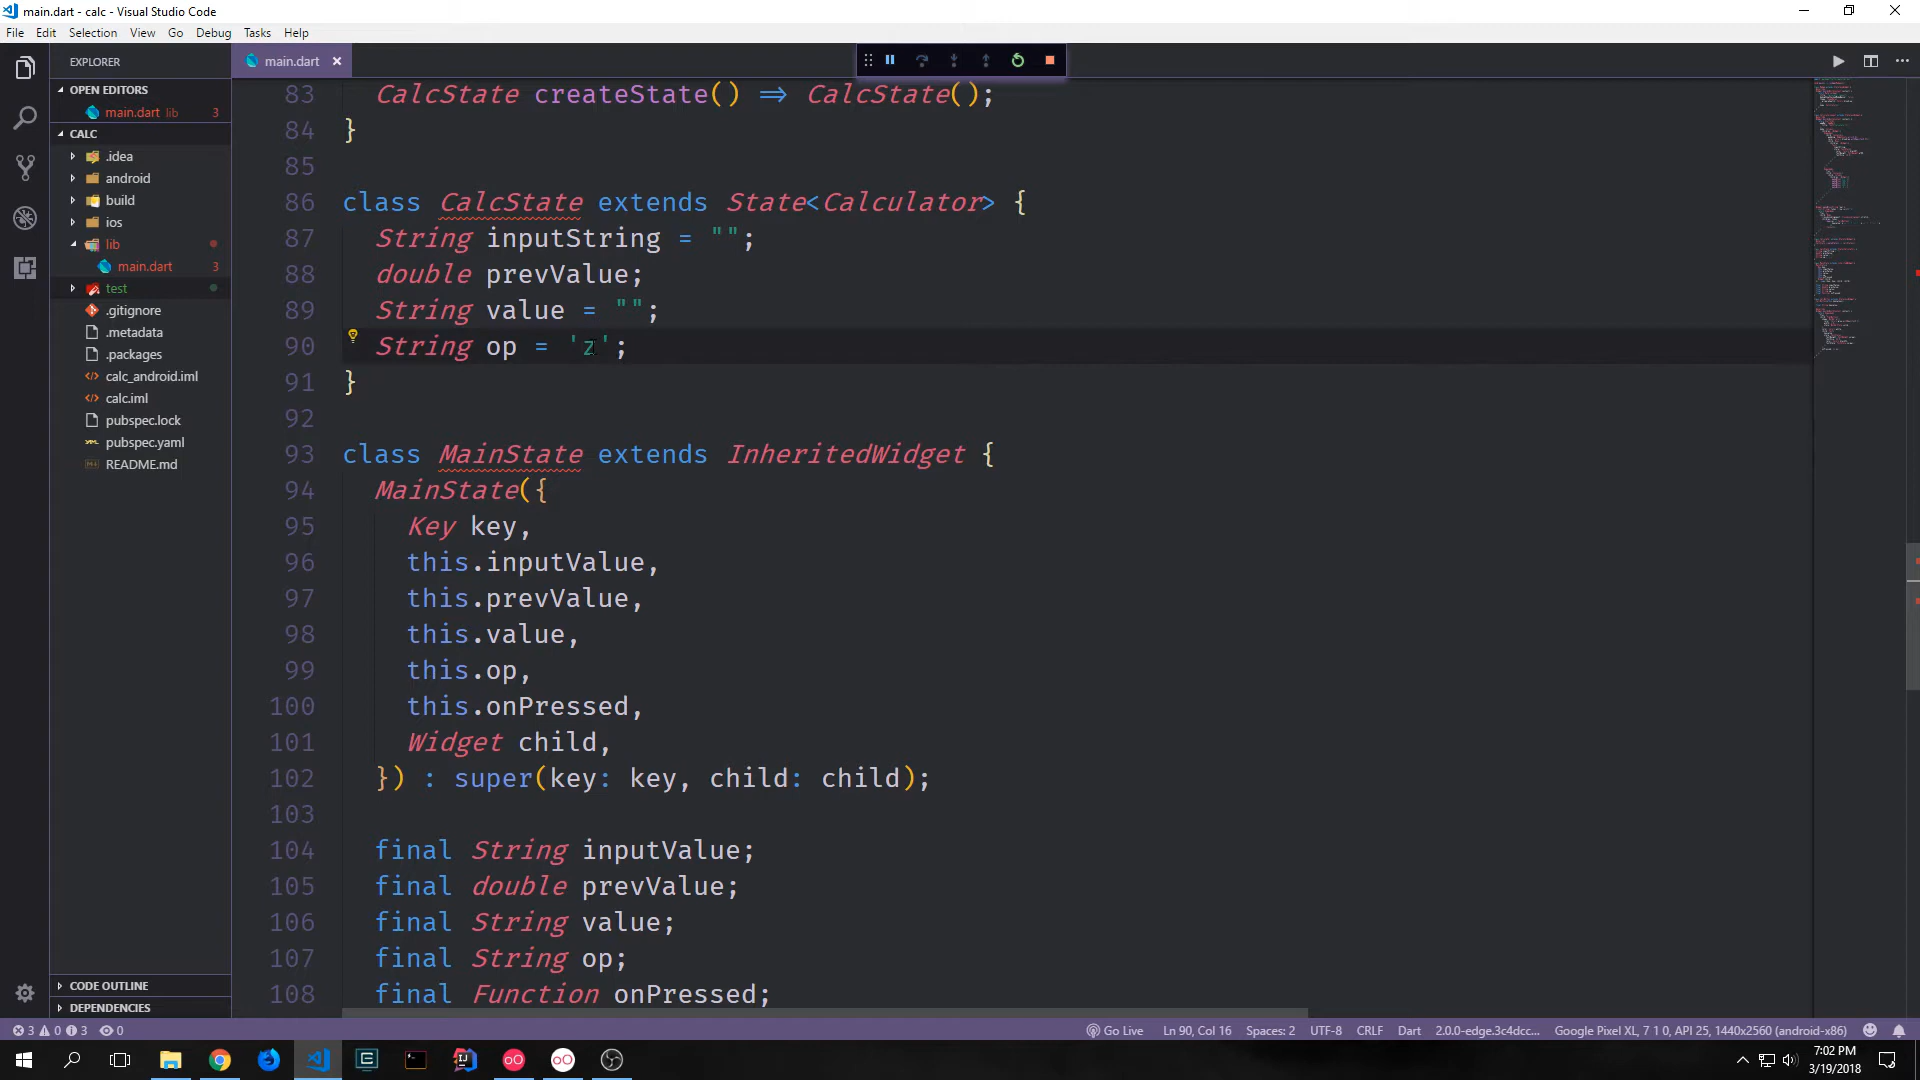 main.dart - calc - Visual Studio Code
File Edit Selection View Go Debug Tasks Help
EXPLORER
main.dart
OPEN EDITORS
main.dart lib 3
CALC
.idea
android
build
ios
lib
main.dart 3
test
.gitignore
.metadata
.packages
calc_android.iml
calc.iml
pubspec.lock
pubspec.yaml
README.md
CODE OUTLINE
DEPENDENCIES
83 CalcState createState() => CalcState();
84 }
85
86 class CalcState extends State<Calculator> {
87 String inputString = "";
88 double prevValue;
89 String value = "";
90 String op = 'z';
91 }
92
93 class MainState extends InheritedWidget {
94 MainState({
95 Key key,
96 this.inputValue,
97 this.prevValue,
98 this.value,
99 this.op,
100 this.onPressed,
101 Widget child,
102 }) : super(key: key, child: child);
103
104 final String inputValue;
105 final double prevValue;
106 final String value;
107 final String op;
108 final Function onPressed;
3 0 3 0 Go Live Ln 90, Col 16 Spaces: 2 UTF-8 CRLF Dart 2.0.0-edge.3c4dcc... Google Pixel XL, 7 1 0, API 25, 1440x2560 (android-x86)
7:02 PM
3/19/2018